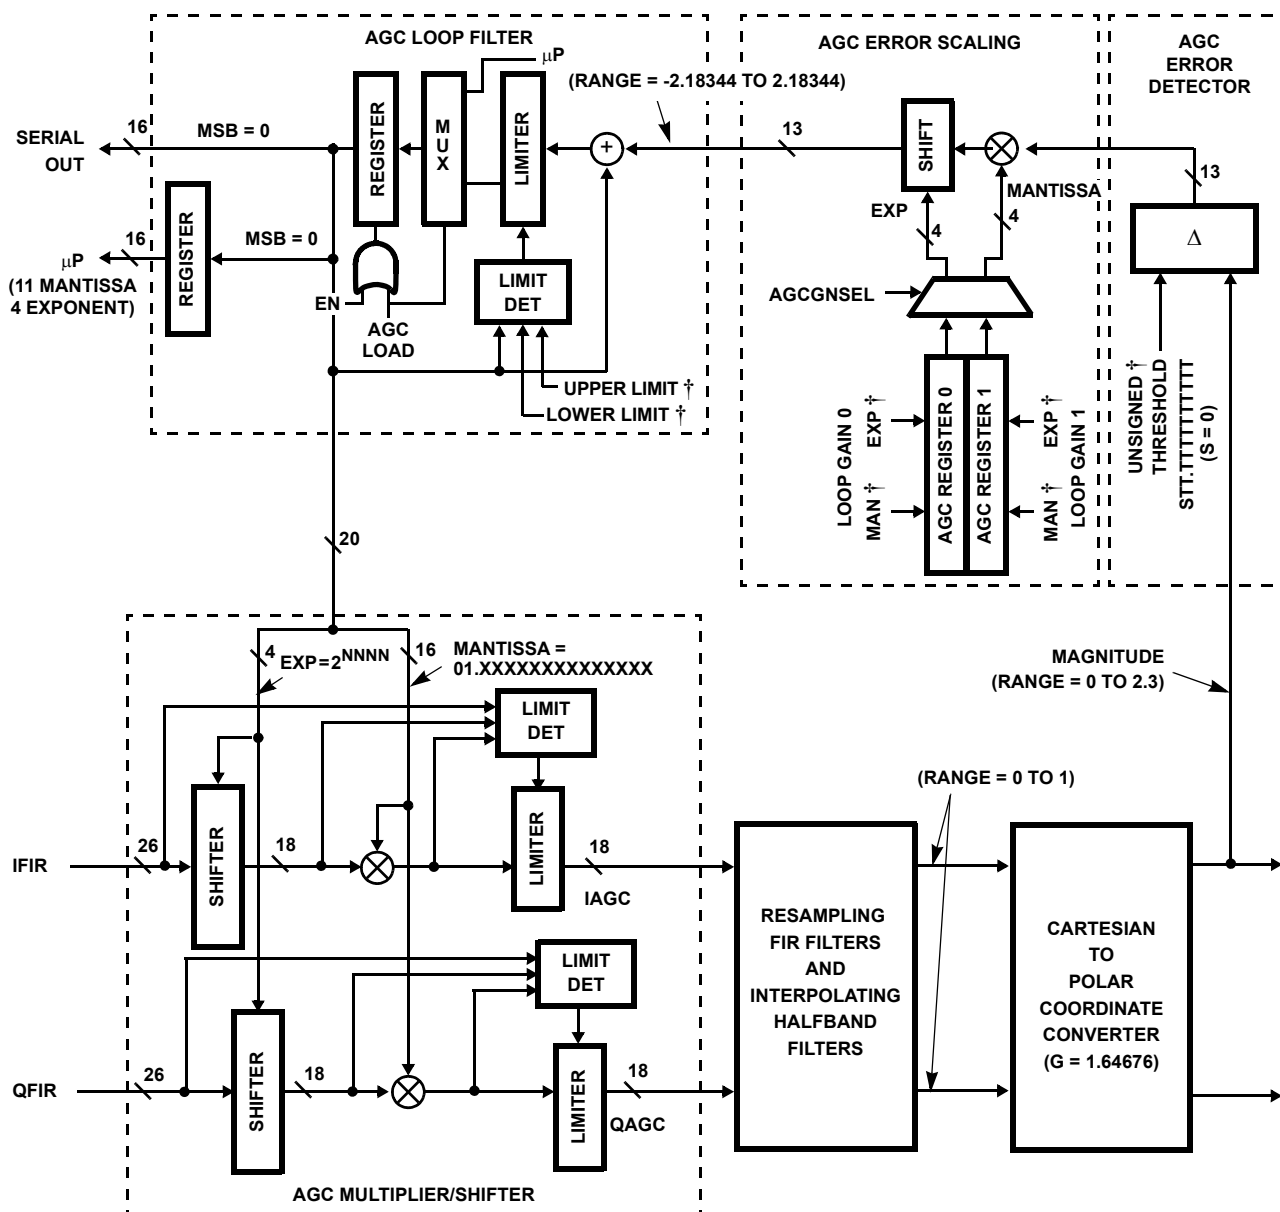 AGC LOOP FILTER
μP
REGISTER
MUX
LIMITER
+
SERIAL
OUT
16
MSB = 0
16
MSB = 0
μP
(11 MANTISSA
4 EXPONENT)
REGISTER
EN
AGC
LOAD
LIMIT
DET
UPPER LIMIT †
LOWER LIMIT †
(RANGE = -2.18344 TO 2.18344)
13
AGC ERROR SCALING
SHIFT
MANTISSA
EXP
4
4
AGCGNSEL
LOOP GAIN 0
EXP †
MAN †
AGC REGISTER 0
AGC REGISTER 1
EXP †
MAN †
LOOP GAIN 1
AGC
ERROR
DETECTOR
13
Δ
UNSIGNED †
THRESHOLD
STT.TTTTTTTTTT
(S = 0)
20
4
EXP=2NNNN
16
MANTISSA =
01.XXXXXXXXXXXXXX
MAGNITUDE
(RANGE = 0 TO 2.3)
LIMIT
DET
(RANGE = 0 TO 1)
IFIR
26
SHIFTER
18
LIMITER
18
IAGC
LIMIT
DET
QFIR
26
SHIFTER
18
LIMITER
18
QAGC
AGC MULTIPLIER/SHIFTER
RESAMPLING
FIR FILTERS
AND
INTERPOLATING
HALFBAND
FILTERS
CARTESIAN
TO
POLAR
COORDINATE
CONVERTER
(G = 1.64676)